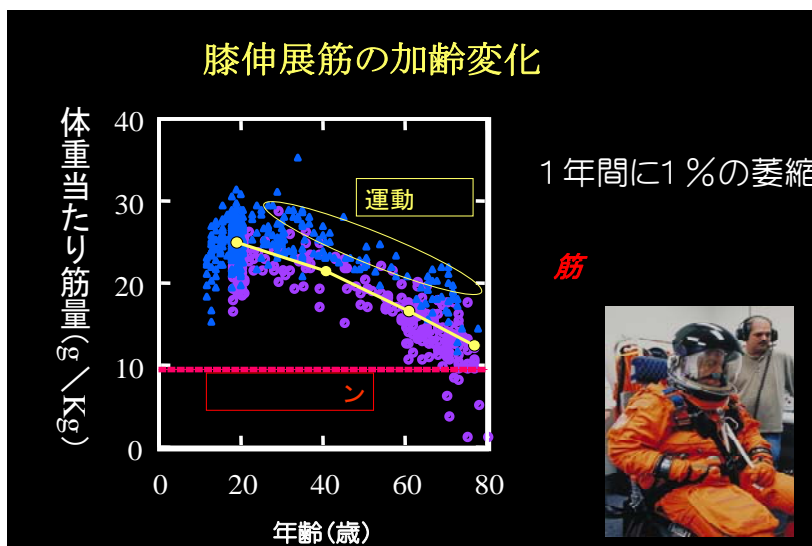 膝伸展筋の加齢変化
体重当たり筋量(g/Kg)
40
30
20
10
0
運動
ン
0 20 40 60 80
年齢(歳)
1年間に1%の萎縮
筋